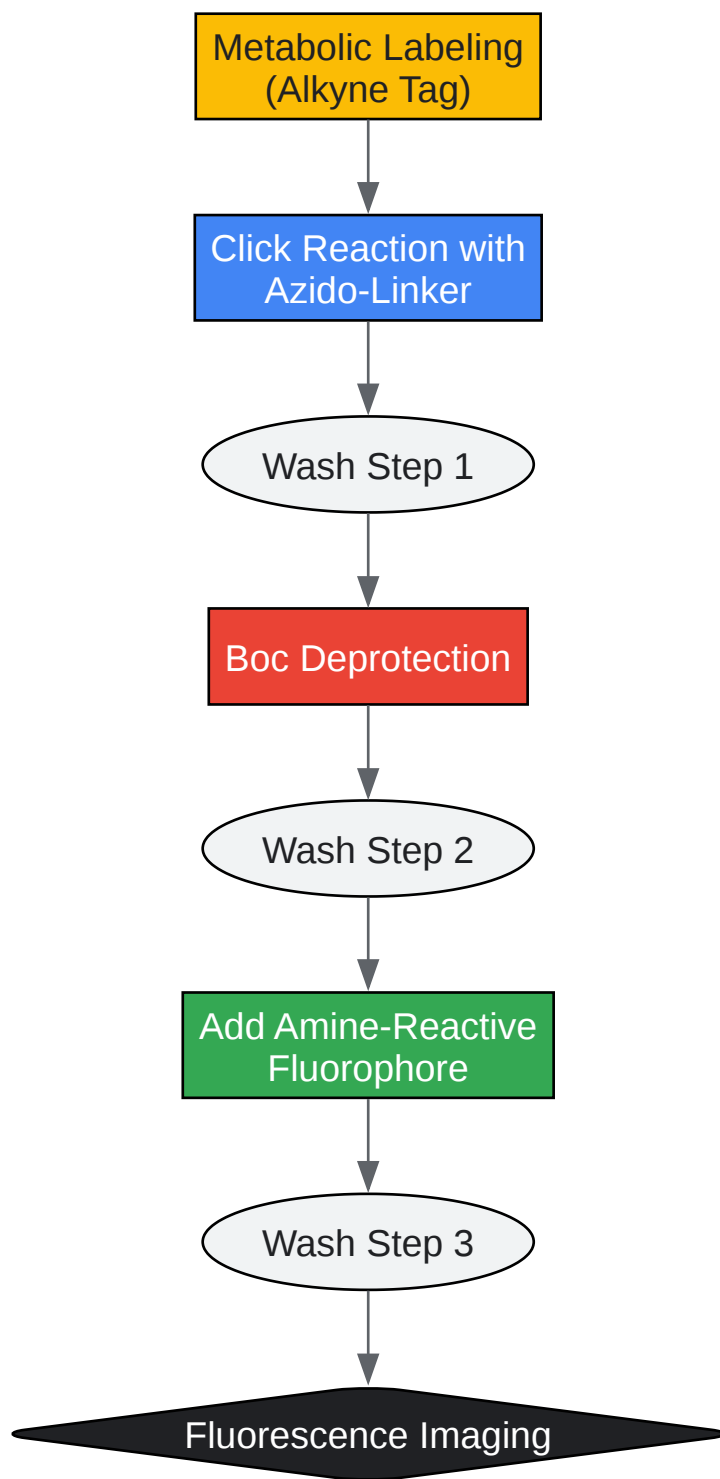 Metabolic Labeling
(Alkyne Tag)
Click Reaction with
Azido-Linker
Wash Step 1
Boc Deprotection
Wash Step 2
Add Amine-Reactive
Fluorophore
Wash Step 3
Fluorescence Imaging